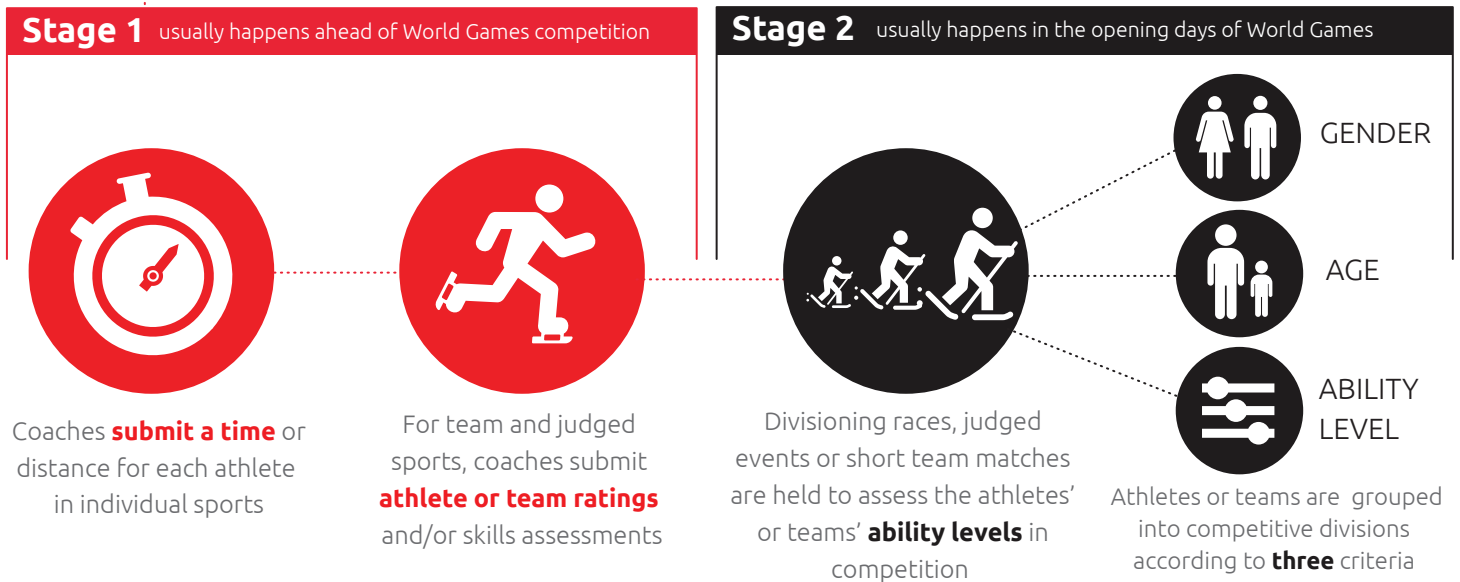 Stage 1 usually happens ahead of World Games competition
Coaches submit a time or
distance for each athlete
in individual sports
For team and judged
sports, coaches submit
athlete or team ratings
and/or skills assessments
Stage 2 usually happens in the opening days of World Games
Divisioning races, judged
events or short team matches
are held to assess the athletes’
or teams’ ability levels in
competition
GENDER
AGE
ABILITY
LEVEL
Athletes or teams are grouped
into competitive divisions
according to three criteria